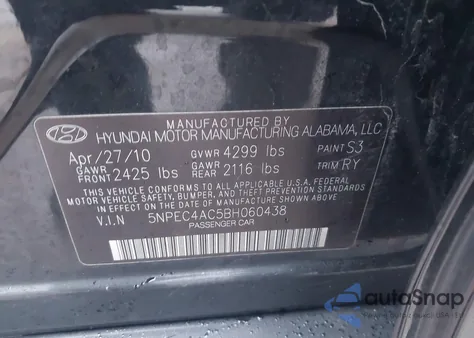 MANUFACTURED BY
HYUNDAI MOTOR MANUFACTURING ALABAMA, LLC
Apr/27/10 GVWR 4299 lbs PAINT S3
GAWR FRONT 2425 lbs GAWR REAR 2116 lbs TRIM RY
THIS VEHICLE CONFORMS TO ALL APPLICABLE U.S.A. FEDERAL
MOTOR VEHICLE SAFETY, BUMPER, AND THEFT PREVENTION
STANDARDS IN EFFECT ON THE DATE OF MANUFACTURE SHOWN ABOVE.
V.I.N 5NPEC4AC5BH060438
PASSENGER CAR
autoSnap